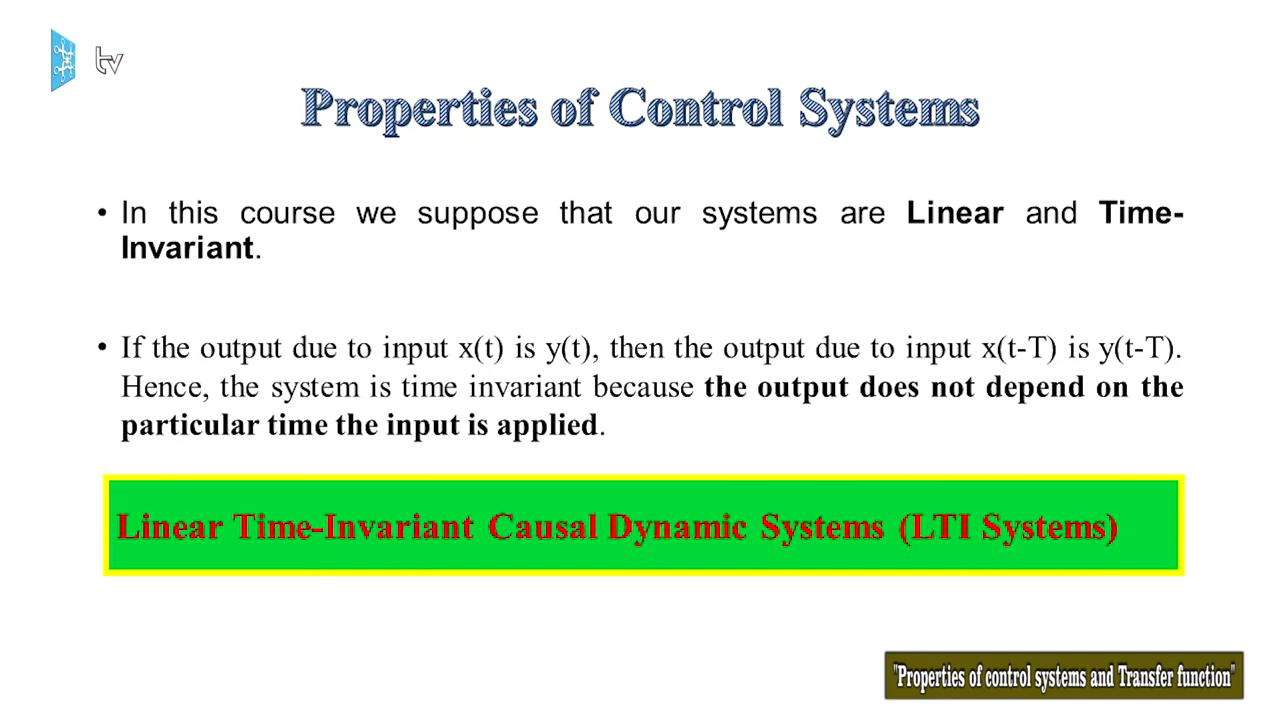 tv
Properties of Control Systems
• In this course we suppose that our systems are Linear and Time-
Invariant.
• If the output due to input x(t) is y(t), then the output due to input x(t-T) is y(t-T).
Hence, the system is time invariant because the output does not depend on the
particular time the input is applied.
Linear Time-Invariant Causal Dynamic Systems (LTI Systems)
"Properties of control systems and Transfer function"